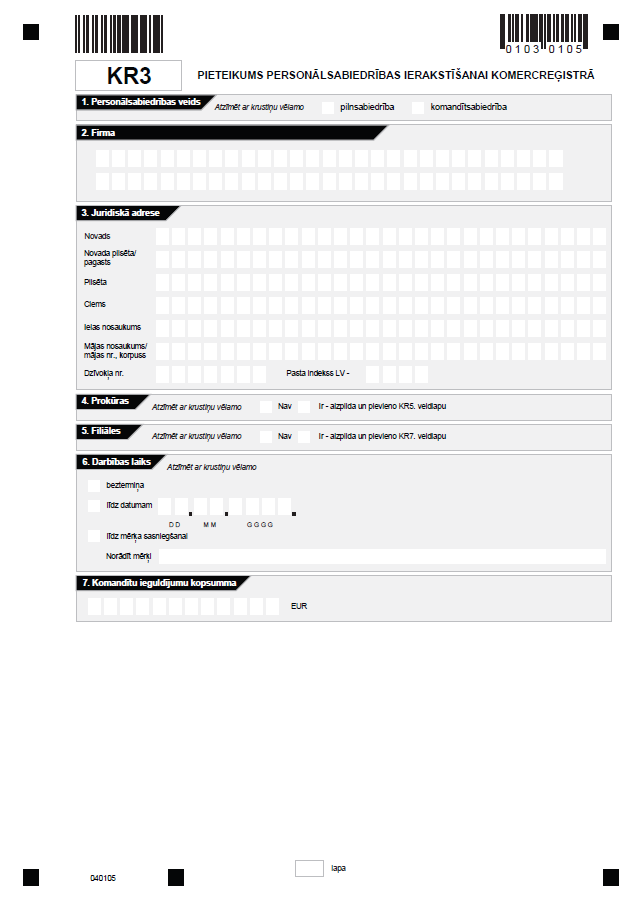 0103 0105
KR3
PIETEIKUMS PERSONĀLSABIEDRĪBAS IERAKSTĪŠANAI KOMERCREĢISTRĀ
1. Personālsabiedrības veids Atzīmēt ar krustiņu vēlamo pilnsabiedrība komandītsabiedrība
2. Firma
3. Juridiskā adrese
Novads
Novada pilsēta/
pagasts
Pilsēta
Ciems
Ielas nosaukums
Mājas nosaukums/
mājas nr., korpuss
Dzīvokļa nr. Pasta indekss LV -
4. Prokūras Atzīmēt ar krustiņu vēlamo Nav Ir - aizpilda un pievieno KR5. veidlapu
5. Filiāles Atzīmēt ar krustiņu vēlamo Nav Ir - aizpilda un pievieno KR7. veidlapu
6. Darbības laiks Atzīmēt ar krustiņu vēlamo
beztermiņa
līdz datumam . . .
D D M M G G G G
līdz mērķa sasniegšanai
Norādīt mērķi
7. Komandītu ieguldījumu kopsumma
EUR
lapa
040105